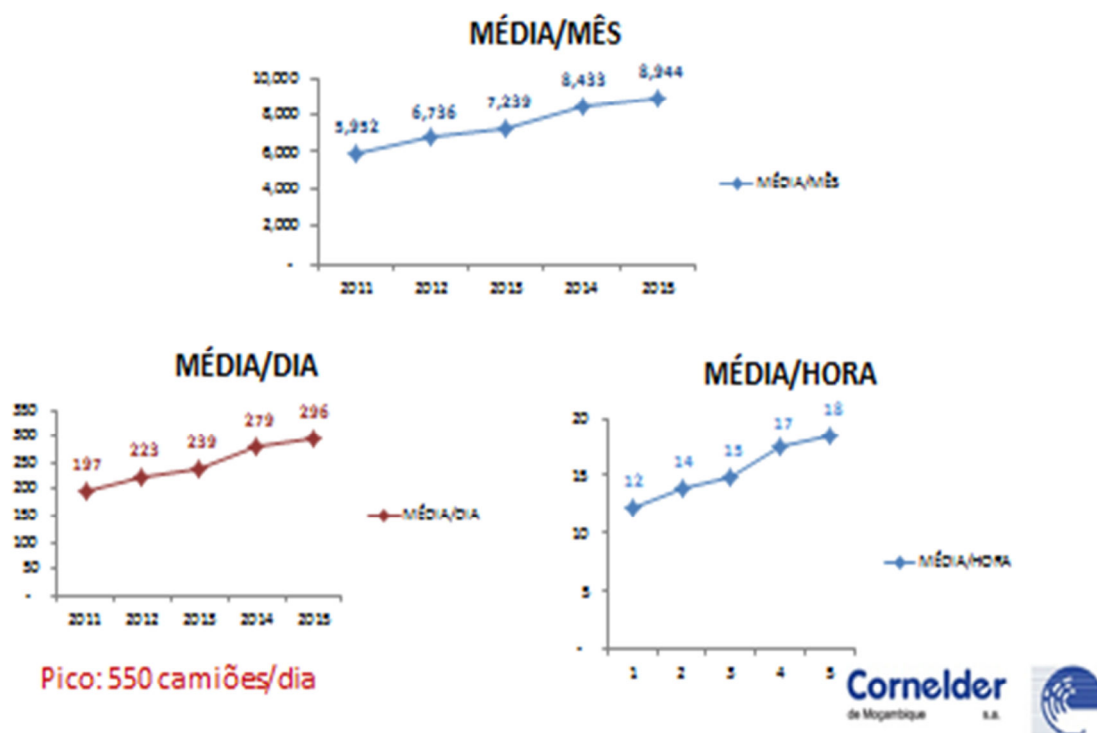 MÉDIA/MÊS
10,000
8,000
6,000
4,000
2,000
-
5,952
6,736
7,239
8,433
8,944
MÉDIA/MÊS
2011 2012 2013 2014 2015
MÉDIA/DIA
350
300
250
200
150
100
50
-
197
223
239
279
296
MÉDIA/DIA
2011 2012 2013 2014 2015
Pico: 550 camiões/dia
MÉDIA/HORA
20
15
10
5
-
12
14
15
17
18
MÉDIA/HORA
1 2 3 4 5
Cornelder
de Moçambique s.a.